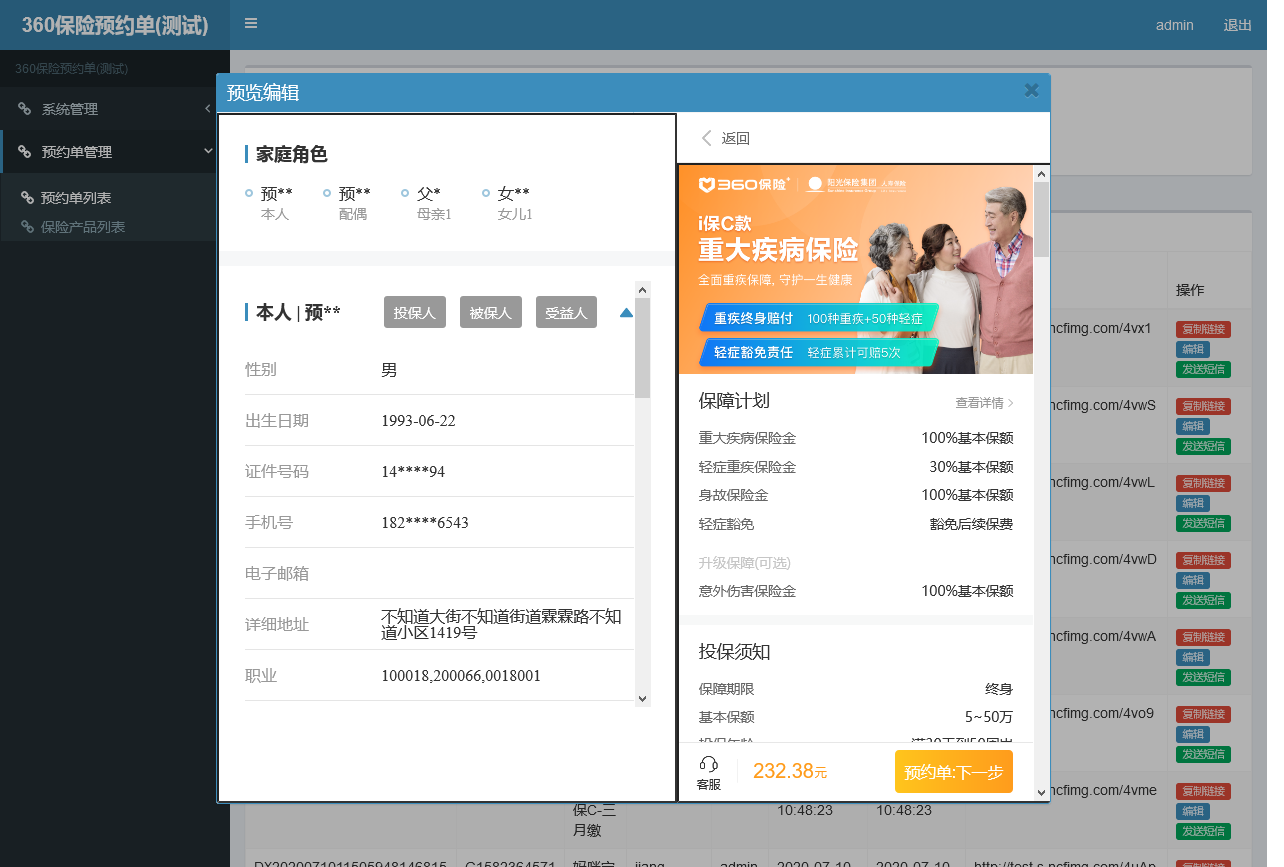 360保险预约单(测试)
admin
退出
360保险预约单(测试)
系统管理
预约单管理
预约单列表
保险产品列表
预览编辑
家庭角色
预** 预** 父* 女**
本人 配偶 母亲1 女儿1
本人 | 预** 投保人 被保人 受益人
性别 男
出生日期 1993-06-22
证件号码 14****94
手机号 182****6543
电子邮箱
详细地址 不知道大街不知道街道霖霖路不知
道小区1419号
职业 100018,200066,0018001
返回
360保险 阳光保险集团
i保C款
重大疾病保险
全面重疾保障, 守护一生健康
重疾终身赔付 100种重疾+50种轻症
轻症豁免责任 轻症累计可赔5次
保障计划 查看详情
重大疾病保险金 100%基本保额
轻症重疾保险金 30%基本保额
身故保险金 100%基本保额
轻症豁免 豁免后续保费
升级保障(可选)
意外伤害保险金 100%基本保额
投保须知
保障期限 终身
基本保额 5~50万
客服 232.38元 预约单:下一步
操作
ncfimg.com/4vx1 复制链接
编辑
发送短信
ncfimg.com/4vwS 复制链接
编辑
发送短信
ncfimg.com/4vwL 复制链接
编辑
发送短信
ncfimg.com/4vwD 复制链接
编辑
发送短信
ncfimg.com/4vwA 复制链接
编辑
发送短信
ncfimg.com/4vo9 复制链接
编辑
发送短信
ncfimg.com/4vme 复制链接
编辑
发送短信
保C-三 10:48:23 10:48:23
月缴
admin 2020-07-10 2020-07-10